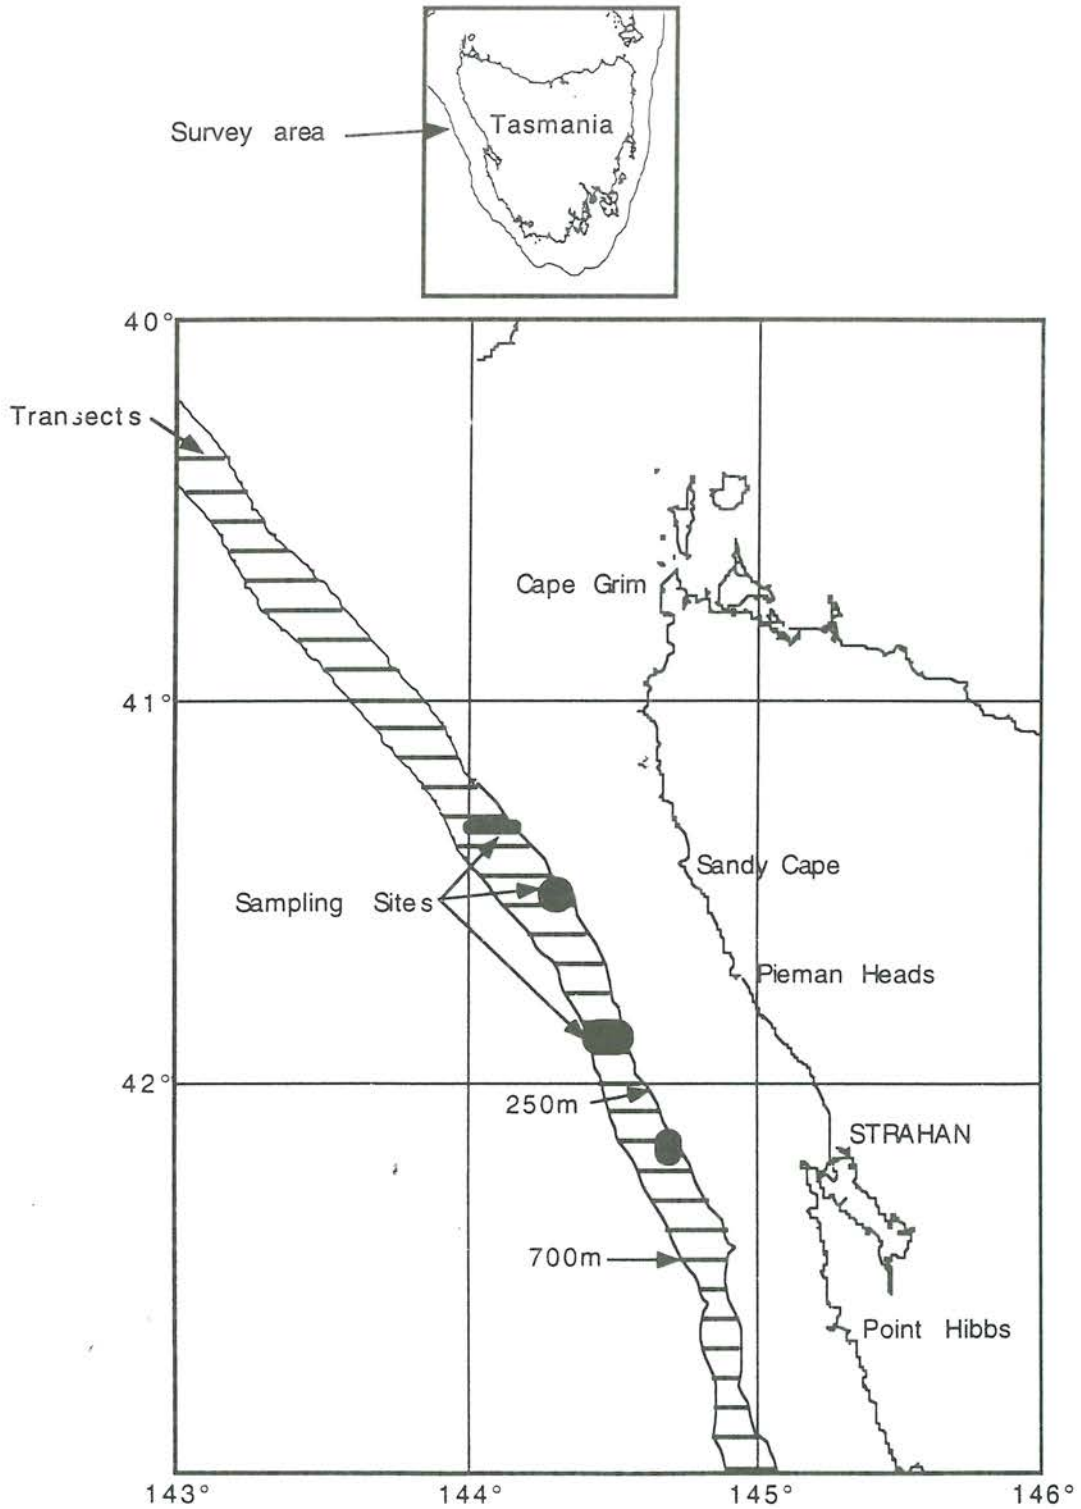 Survey area
Tasmania
40°
Transects
Cape Grim
41°
Sandy Cape
Sampling Sites
Pieman Heads
42°
250m
STRAHAN
700m
Point Hibbs
143° 144° 145° 146°